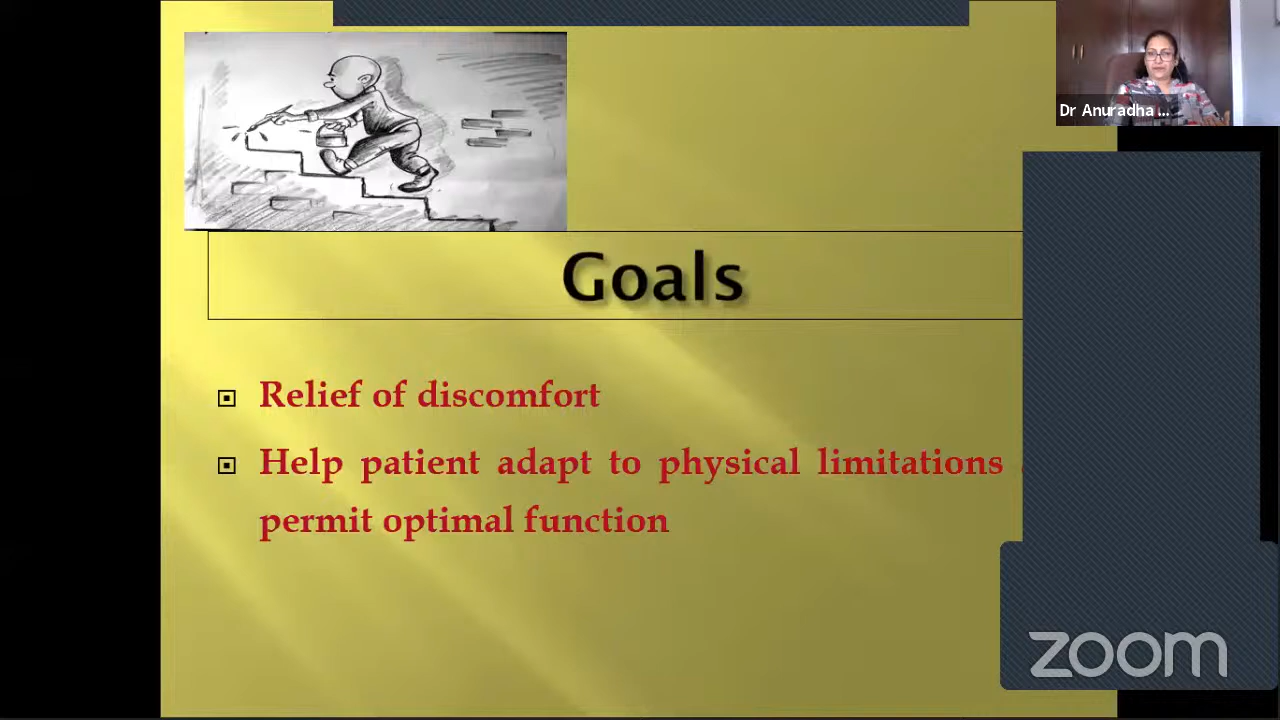 Dr Anuradha ...
Goals
Relief of discomfort
Help patient adapt to physical limitations
permit optimal function
zoom